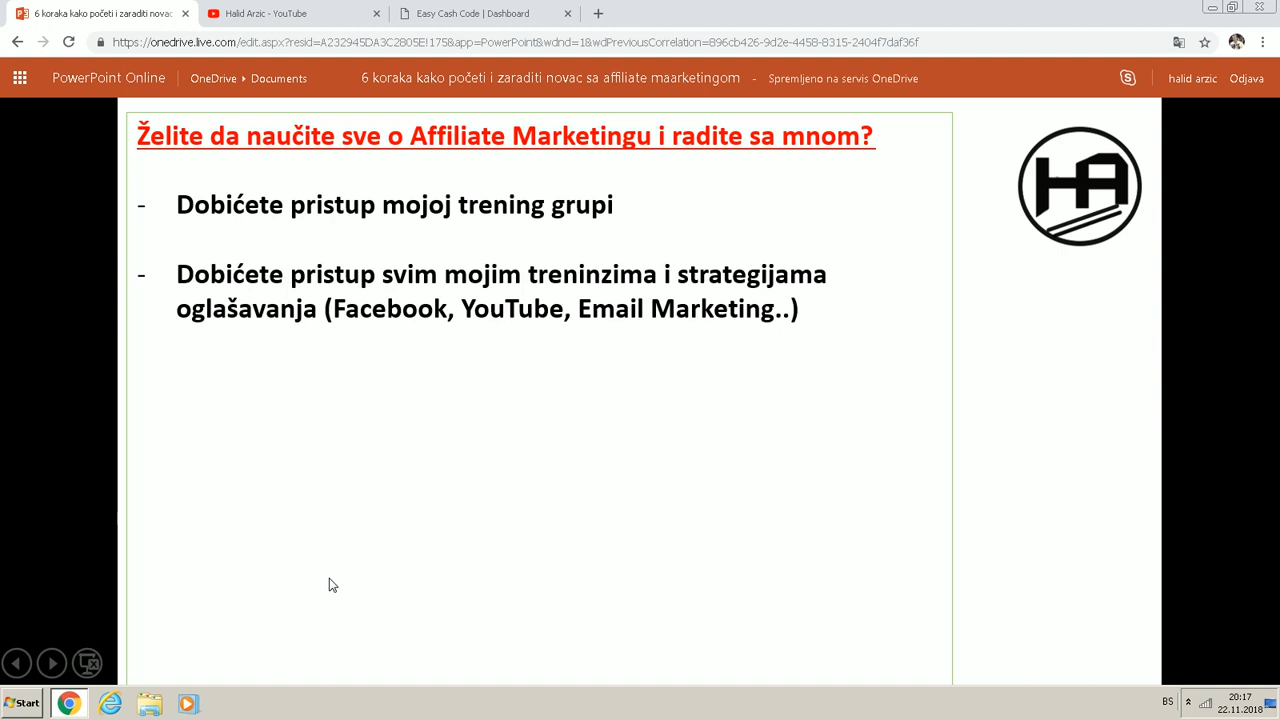 6 koraka kako početi i zaraditi novac
Halid Arzic - YouTube
Easy Cash Code | Dashboard
https://onedrive.live.com/edit.aspx?resid=A232945DA3C2805E!175&app=PowerPoint&wdnd=1&wdPreviousCorrelation=896cb426-9d2e-4458-8315-2404f7daf36f
PowerPoint Online
OneDrive
Documents
6 koraka kako početi i zaraditi novac sa affiliate maarketingom - Spremljeno na servis OneDrive
halid arzic
Odjava
Želite da naučite sve o Affiliate Marketingu i radite sa mnom?
HA
- Dobićete pristup mojoj trening grupi
- Dobićete pristup svim mojim treninzima i strategijama
oglašavanja (Facebook, YouTube, Email Marketing..)
Start
BS
20:17
22.11.2018